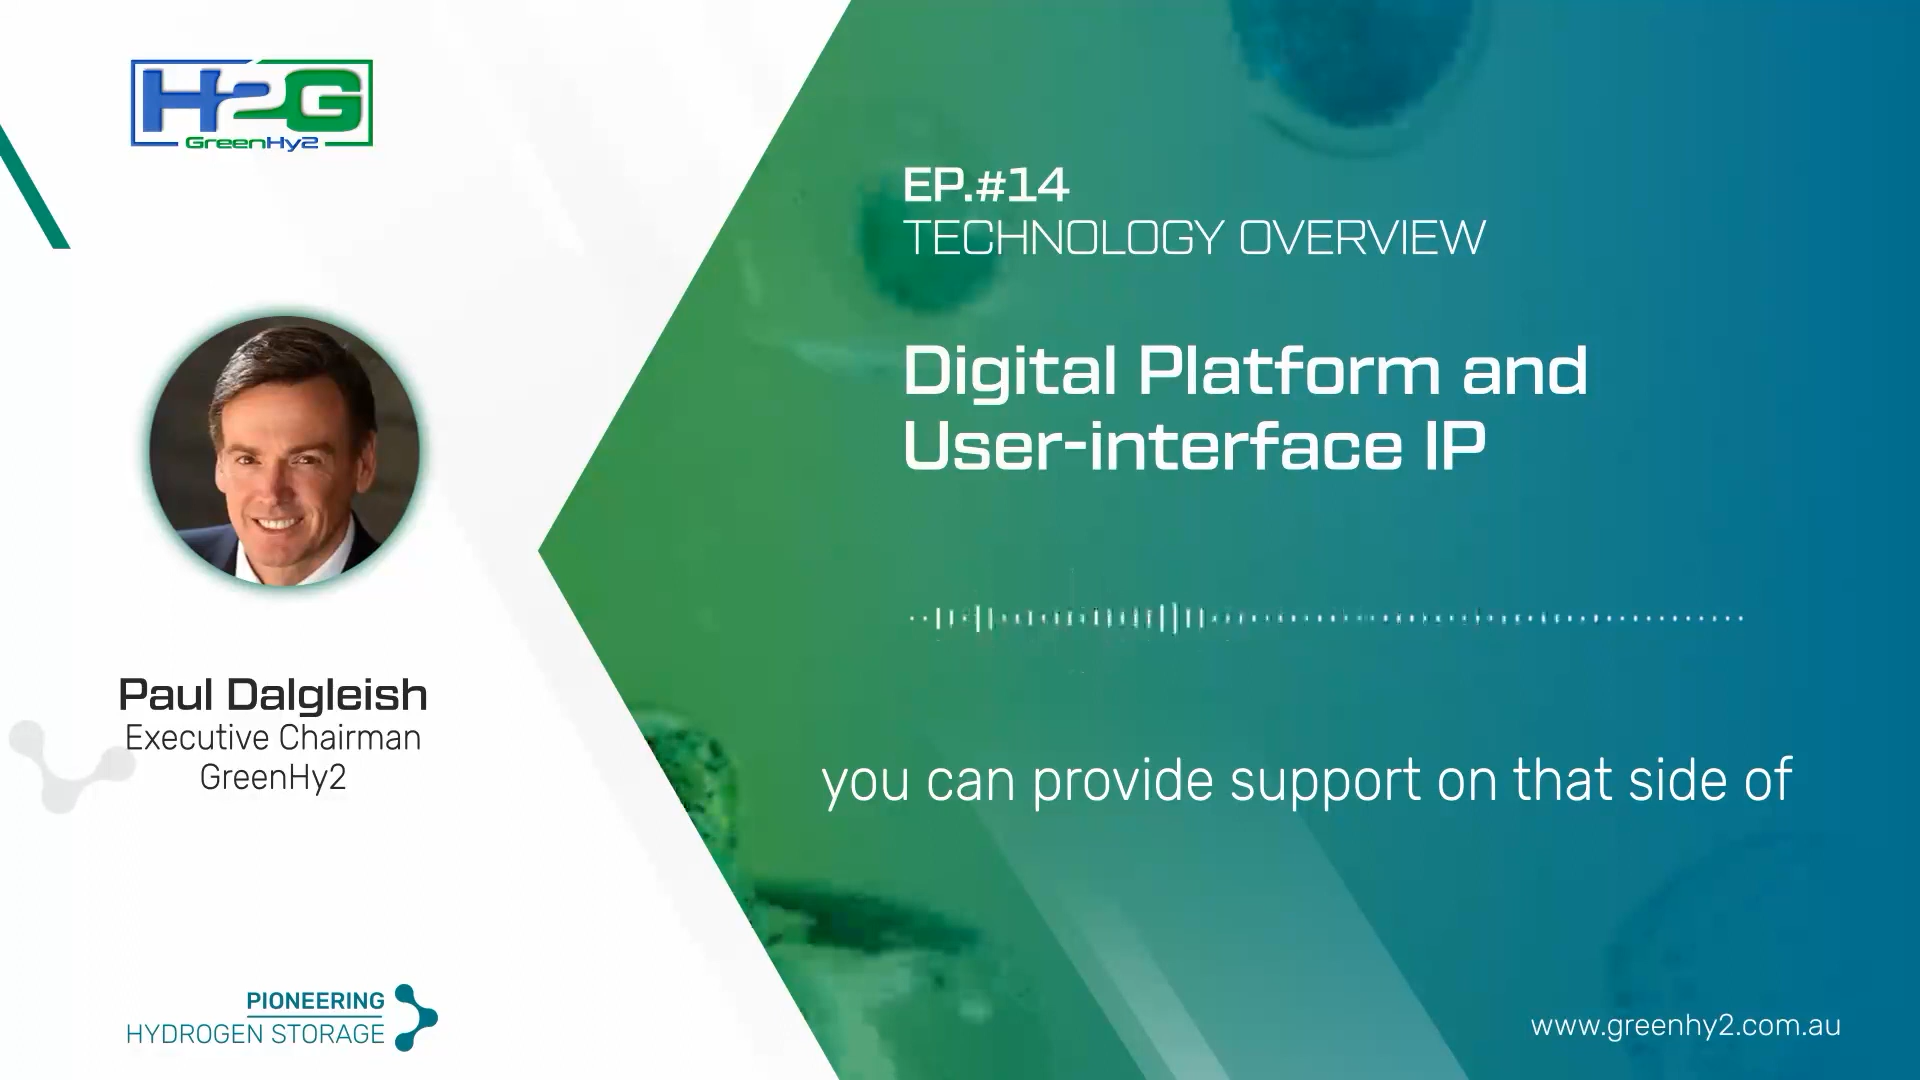 H2G
GreenHy2
EP.#14
TECHNOLOGY OVERVIEW
Digital Platform and
User-interface IP
Paul Dalgleish
Executive Chairman
GreenHy2
you can provide support on that side of
PIONEERING
HYDROGEN STORAGE
www.greenhy2.com.au